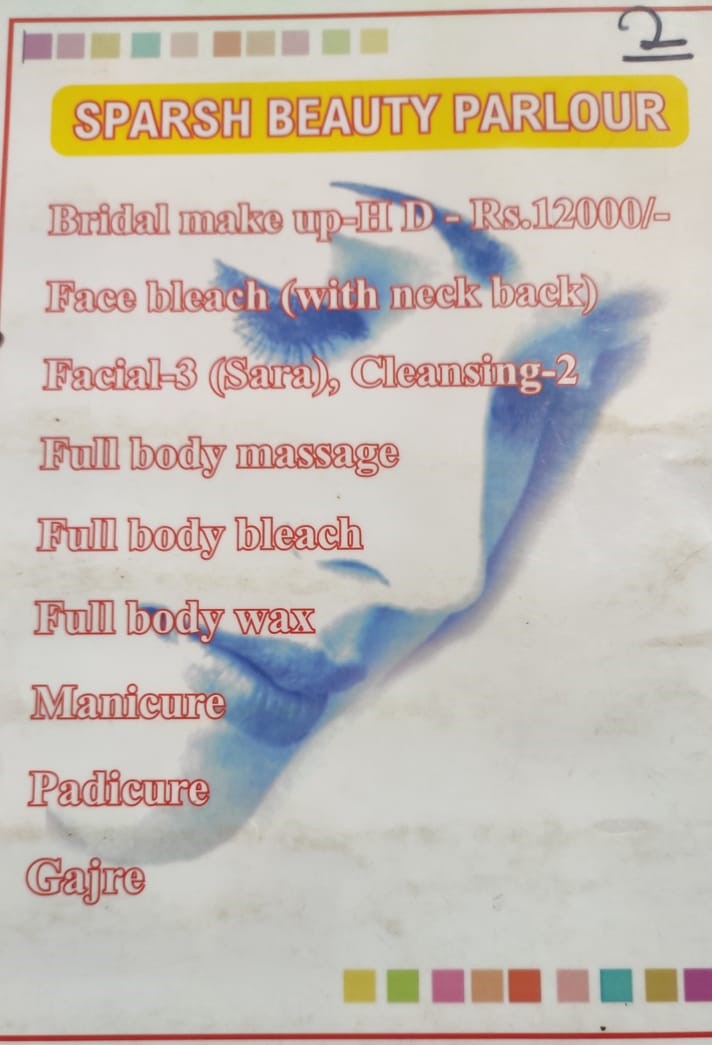 2
SPARSH BEAUTY PARLOUR
Bridal make up-H D - Rs.12000/-
Face bleach (with neck back)
Facial-3 (Sara), Cleansing-2
Full body massage
Full body bleach
Full body wax
Manicure
Padicure
Gajre